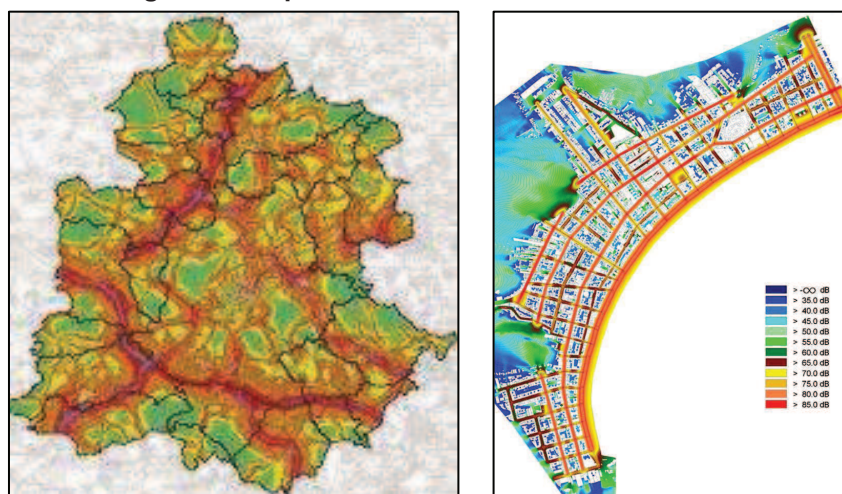 > -∞ dB
> 35.0 dB
> 40.0 dB
> 45.0 dB
> 50.0 dB
> 55.0 dB
> 60.0 dB
> 65.0 dB
> 70.0 dB
> 75.0 dB
> 80.0 dB
> 85.0 dB